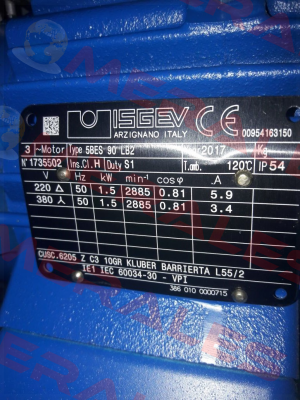 ISGEV CE
ARZIGNANO ITALY 00954163150
3 ~Motor Type 5BES 90 LB2 2017 Kg
N°1735502 Ins.Cl.H Duty S1 T.amb. 120°C IP54
V Hz kW min-1 cosφ A
220 Δ 50 1.5 2885 0.81 5.9
380 Y 50 1.5 2885 0.81 3.4
CUSC.6205 Z C3 10GR KLUBER BARRIERTA L55/2
IE1 IEC 60034-30 - VPI
386 010 0000715